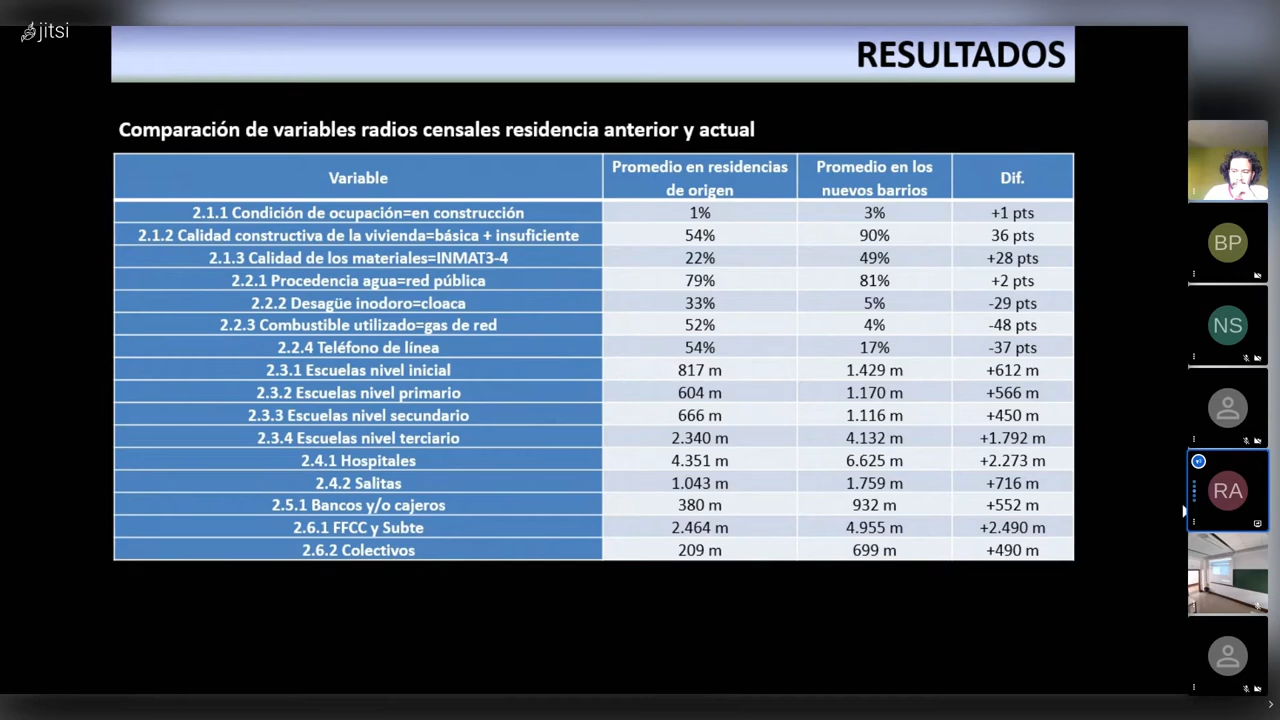 jitsi
RESULTADOS
Comparación de variables radios censales residencia anterior y actual
Variable Promedio en residencias de origen Promedio en los nuevos barrios Dif.
2.1.1 Condición de ocupación=en construcción 1% 3% +1 pts
2.1.2 Calidad constructiva de la vivienda=básica + insuficiente 54% 90% 36 pts
2.1.3 Calidad de los materiales=INMAT3-4 22% 49% +28 pts
2.2.1 Procedencia agua=red pública 79% 81% +2 pts
2.2.2 Desagüe inodoro=cloaca 33% 5% -29 pts
2.2.3 Combustible utilizado=gas de red 52% 4% -48 pts
2.2.4 Teléfono de línea 54% 17% -37 pts
2.3.1 Escuelas nivel inicial 817 m 1.429 m +612 m
2.3.2 Escuelas nivel primario 604 m 1.170 m +566 m
2.3.3 Escuelas nivel secundario 666 m 1.116 m +450 m
2.3.4 Escuelas nivel terciario 2.340 m 4.132 m +1.792 m
2.4.1 Hospitales 4.351 m 6.625 m +2.273 m
2.4.2 Salitas 1.043 m 1.759 m +716 m
2.5.1 Bancos y/o cajeros 380 m 932 m +552 m
2.6.1 FFCC y Subte 2.464 m 4.955 m +2.490 m
2.6.2 Colectivos 209 m 699 m +490 m
BP
NS
RA